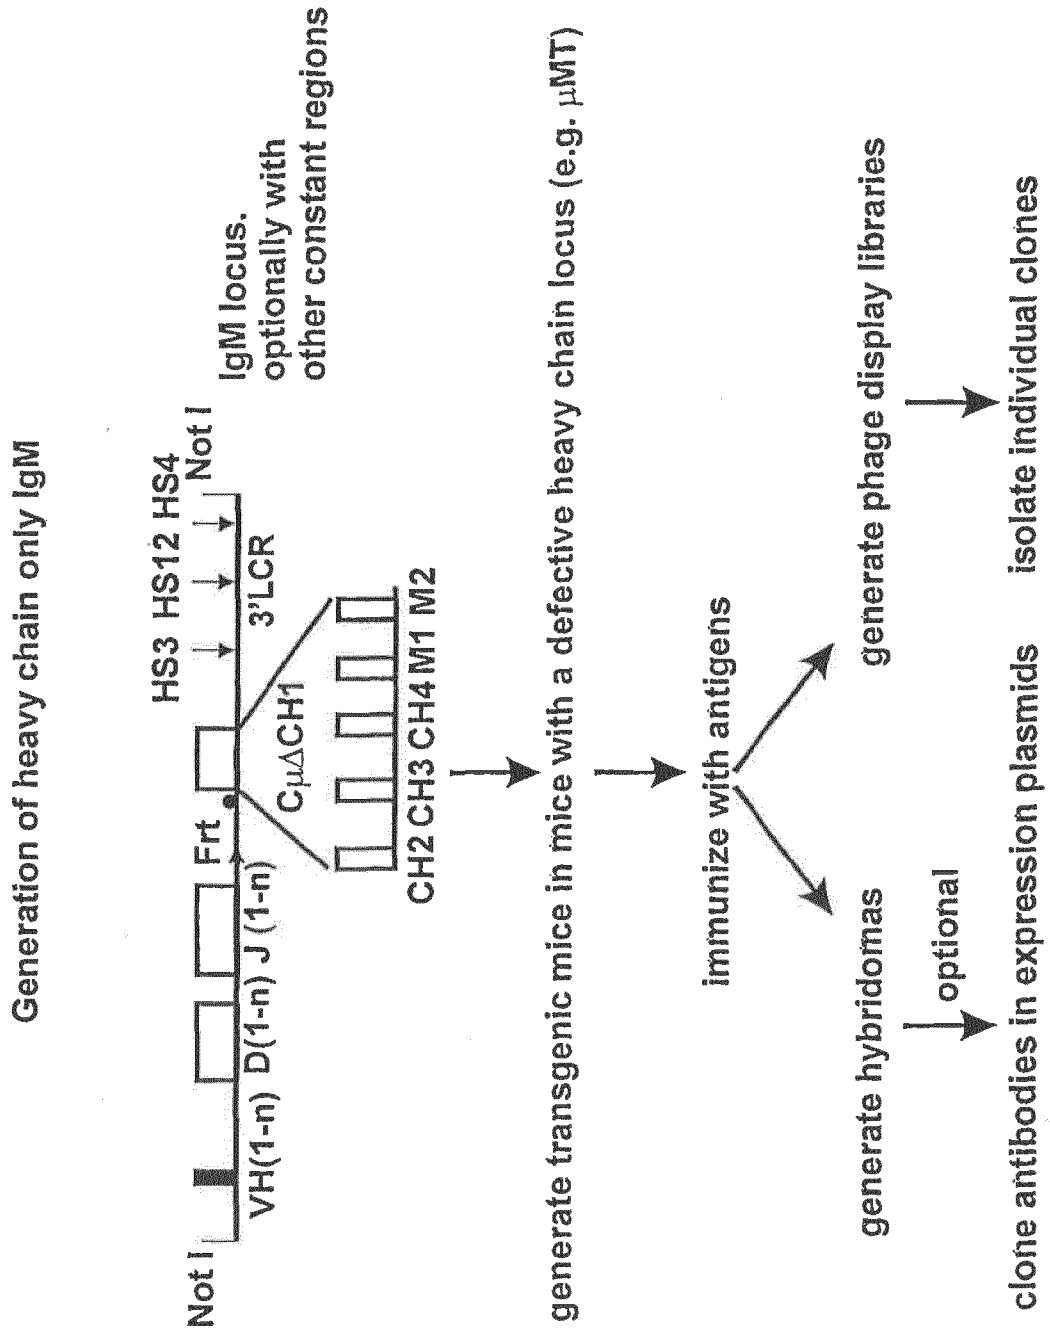 Generation of heavy chain only IgM
HS3 HS12 HS4
Not I
Frt
Not I
VH(1-n) D(1-n) J (1-n)
3'LCR
IgM locus.
optionally with
other constant regions
CμΔCH1
CH2 CH3 CH4 M1 M2
generate transgenic mice in mice with a defective heavy chain locus (e.g. μMT)
immunize with antigens
generate hybridomas
generate phage display libraries
optional
clone antibodies in expression plasmids
isolate individual clones